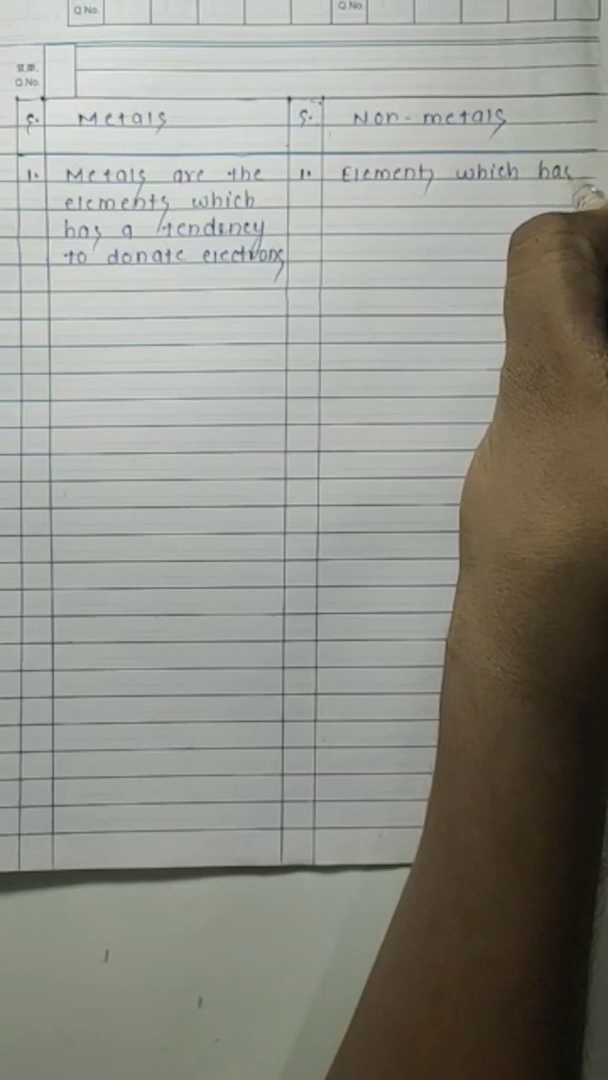 Q No. Q No.
प्र.क्र.
Q No.
S. Metals S. Non-metals
1. Metals are the 1. Elements which has
elements which
has a tendency
to donate electrons